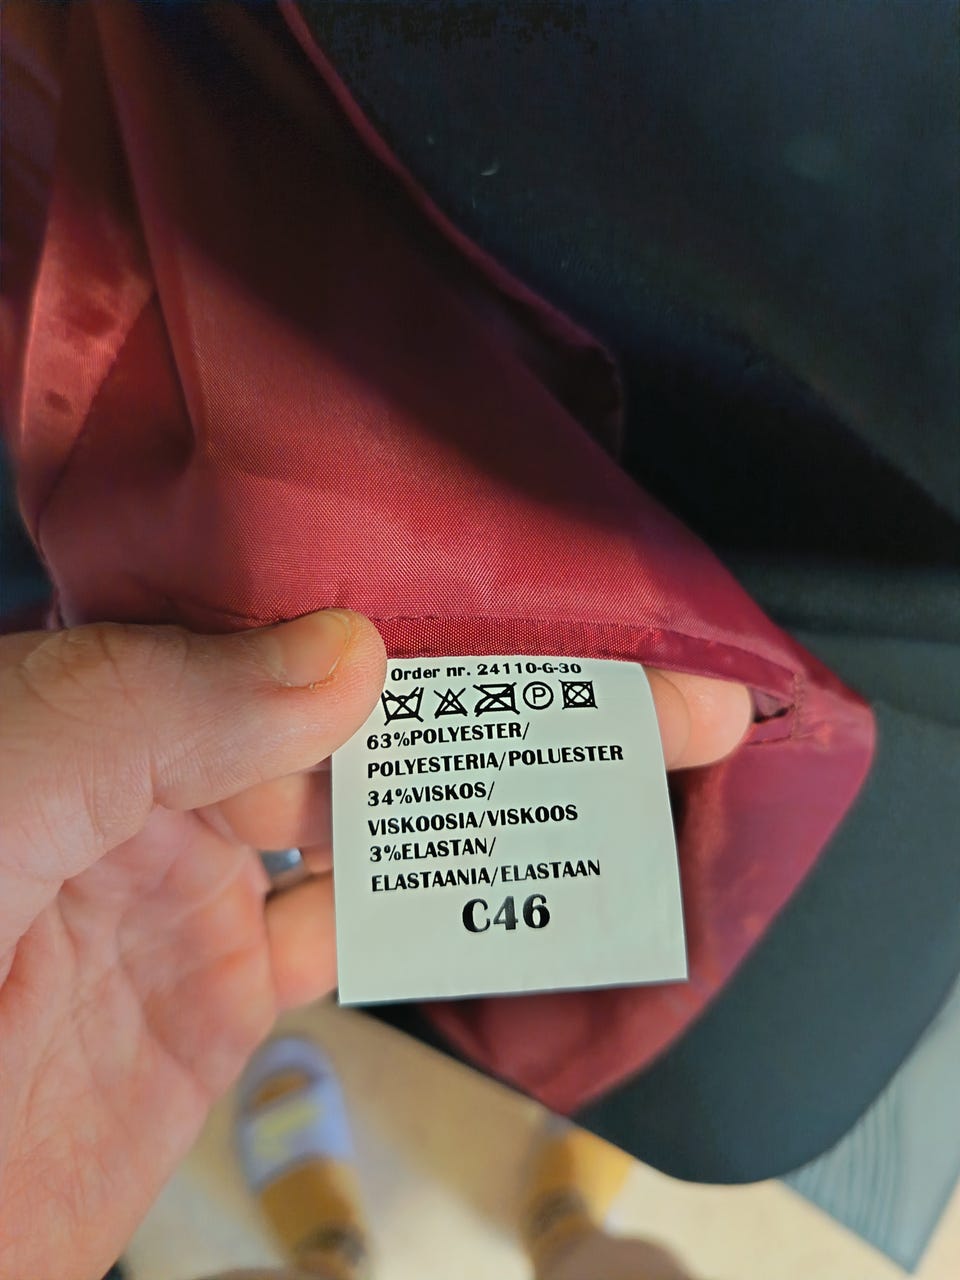 Order nr. 24110-G-30
P
63%POLYESTER/
POLYESTERIA/POLUESTER
34%VISKOS/
VISKOOSIA/VISKOOS
3%ELASTAN/
ELASTAANIA/ELASTAAN
C46